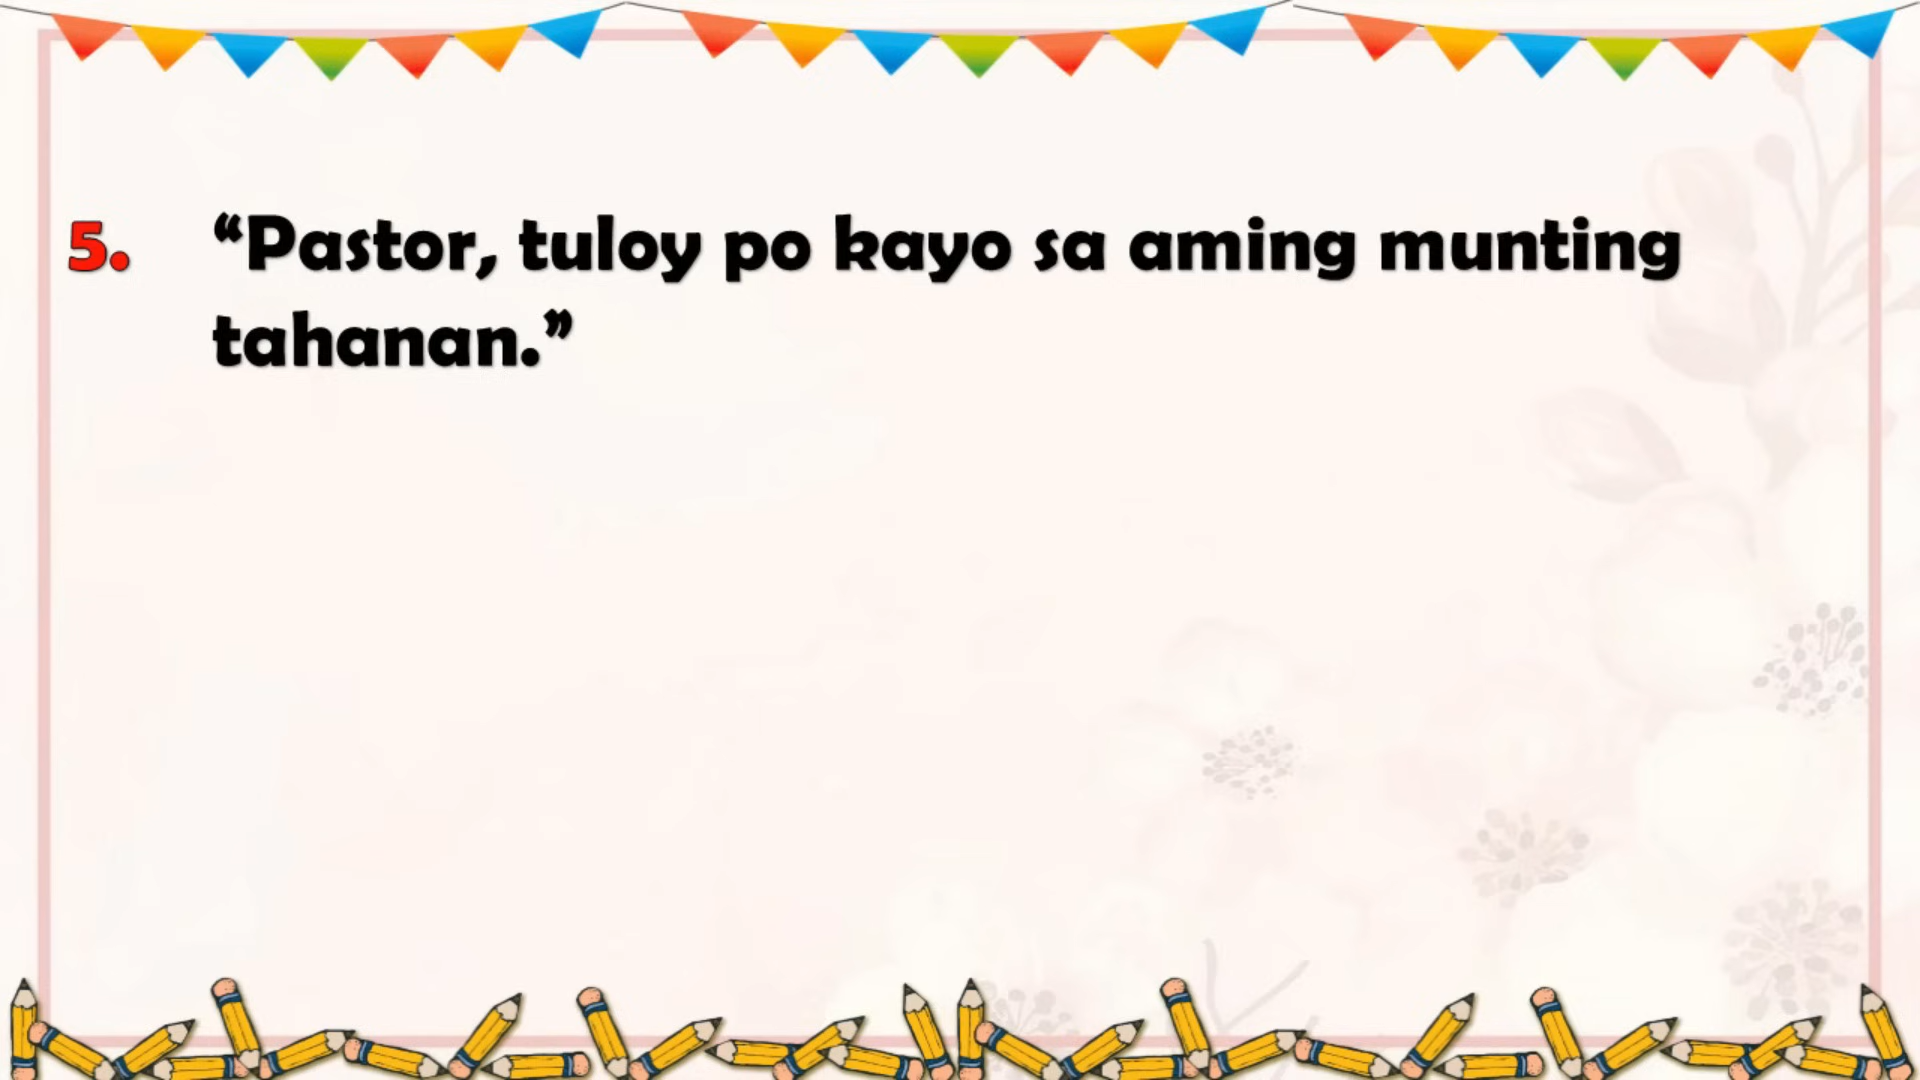 5. “Pastor, tuloy po kayo sa aming munting
tahanan.”